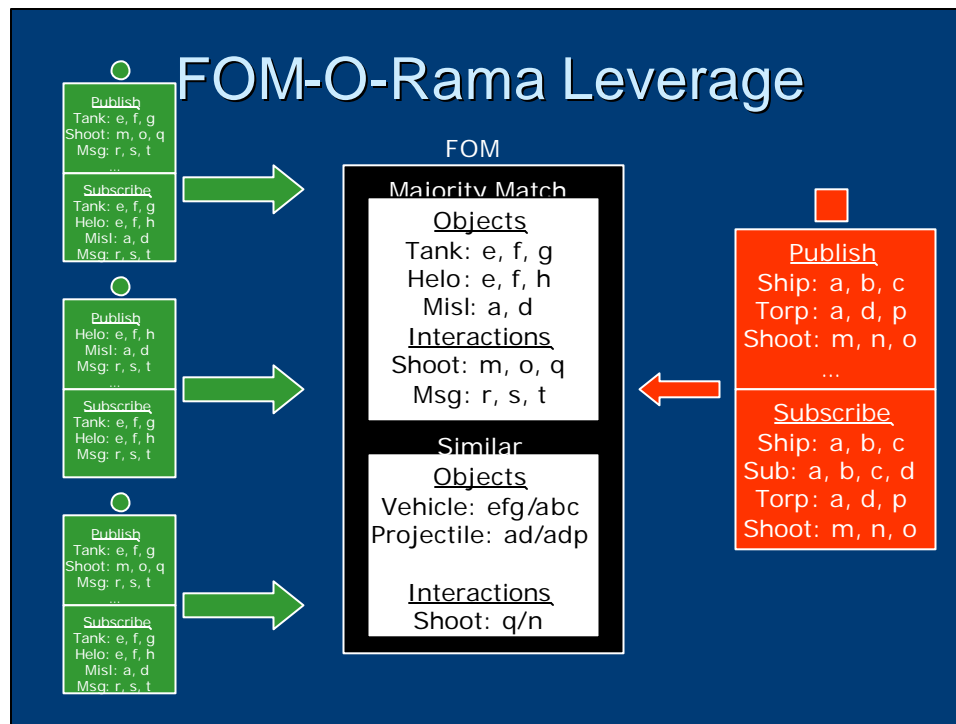 FOM-O-Rama Leverage
Publish
Tank: e, f, g
Shoot: m, o, q
Msg: r, s, t
...
Subscribe
Tank: e, f, g
Helo: e, f, h
Misl: a, d
Msg: r, s, t
Publish
Helo: e, f, h
Misl: a, d
Msg: r, s, t
...
Subscribe
Tank: e, f, g
Helo: e, f, h
Msg: r, s, t
Publish
Tank: e, f, g
Shoot: m, o, q
Msg: r, s, t
...
Subscribe
Tank: e, f, g
Helo: e, f, h
Misl: a, d
Msg: r, s, t
FOM
Majority Match
Objects
Tank: e, f, g
Helo: e, f, h
Misl: a, d
Interactions
Shoot: m, o, q
Msg: r, s, t
Similar
Objects
Vehicle: efg/abc
Projectile: ad/adp
Interactions
Shoot: q/n
Publish
Ship: a, b, c
Torp: a, d, p
Shoot: m, n, o
...
Subscribe
Ship: a, b, c
Sub: a, b, c, d
Torp: a, d, p
Shoot: m, n, o